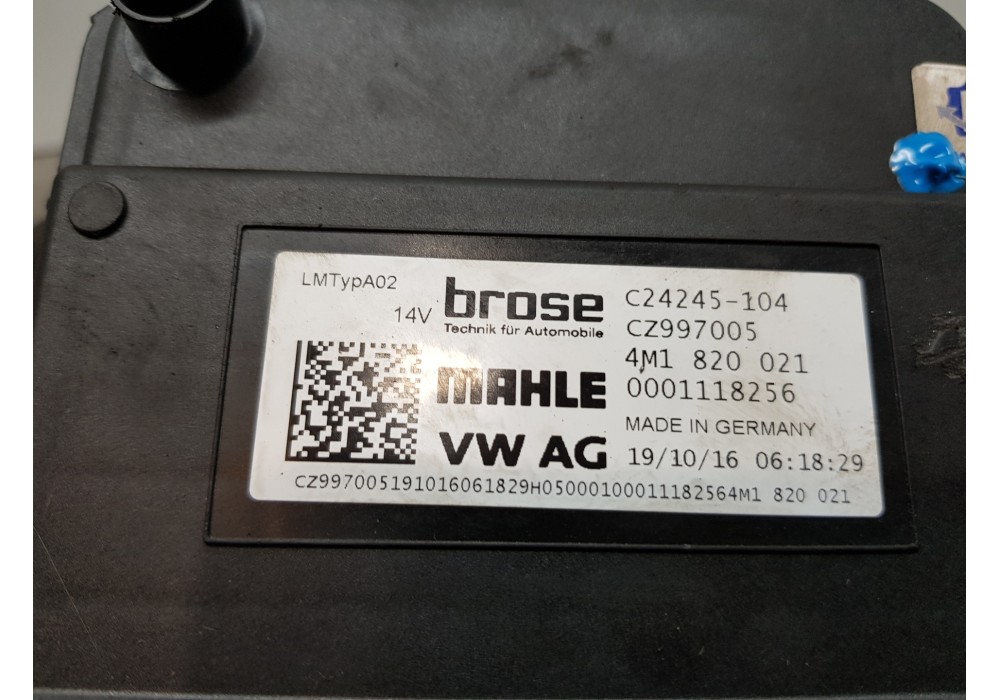 LMTypA02
14V
brose
Technik für Automobile
MAHLE
VW AG
C24245-104
CZ997005
4M1 820 021
0001118256
MADE IN GERMANY
19/10/16 06:18:29
CZ9970051910160618​29H05000100011182564M1 820 021